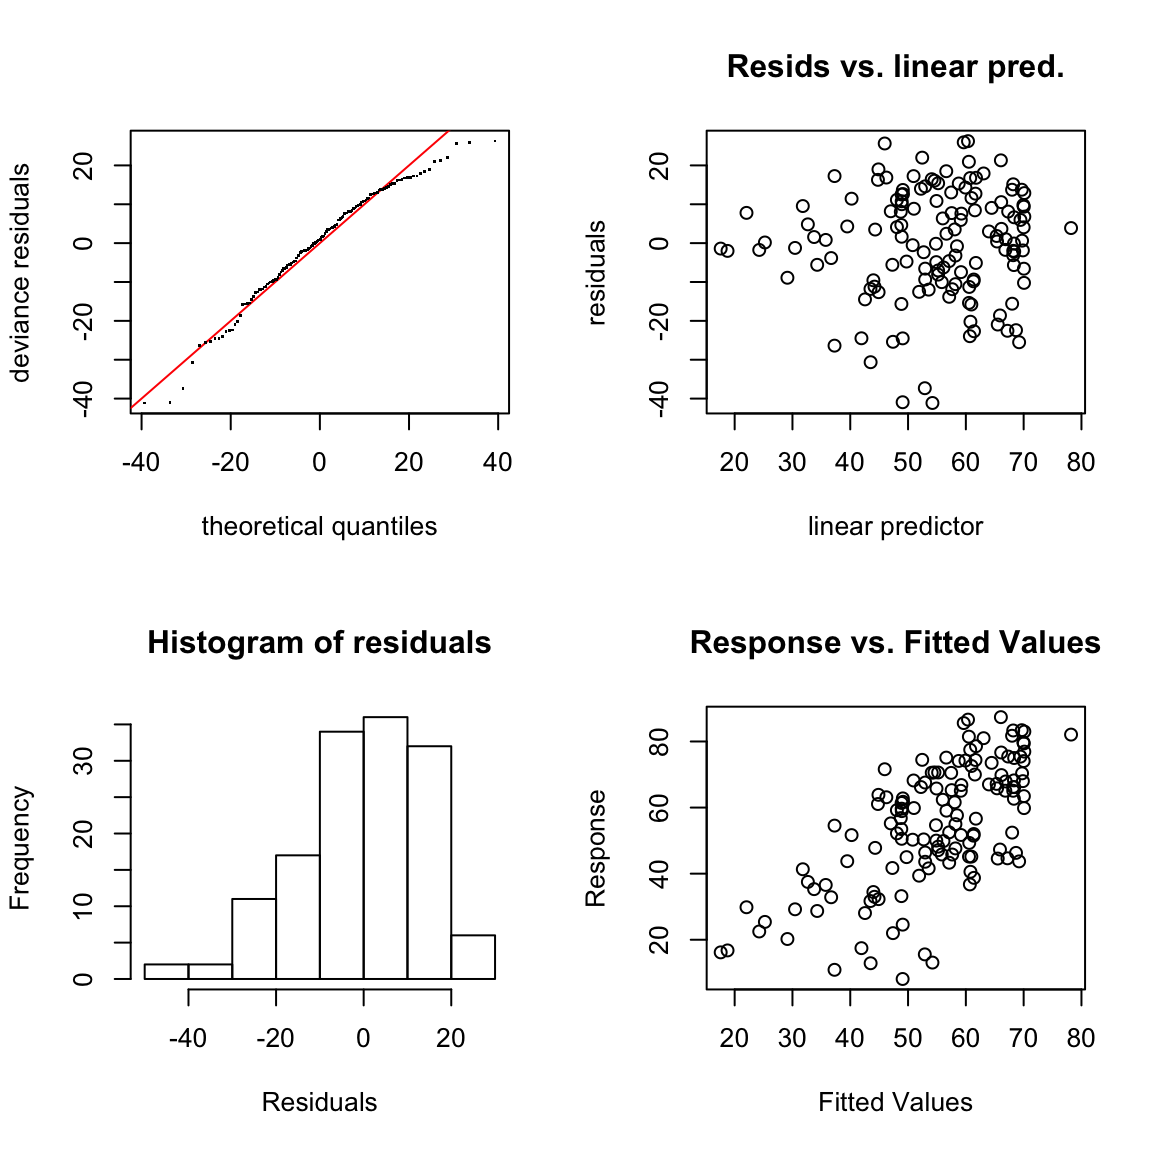 deviance residuals
20
0
-20
-40
-40 -20 0 20 40
theoretical quantiles
Resids vs. linear pred.
residuals
20
0
-20
-40
20 30 40 50 60 70 80
linear predictor
Histogram of residuals
Frequency
30
20
10
0
-40 -20 0 20
Residuals
Response vs. Fitted Values
Response
80
60
40
20
20 30 40 50 60 70 80
Fitted Values